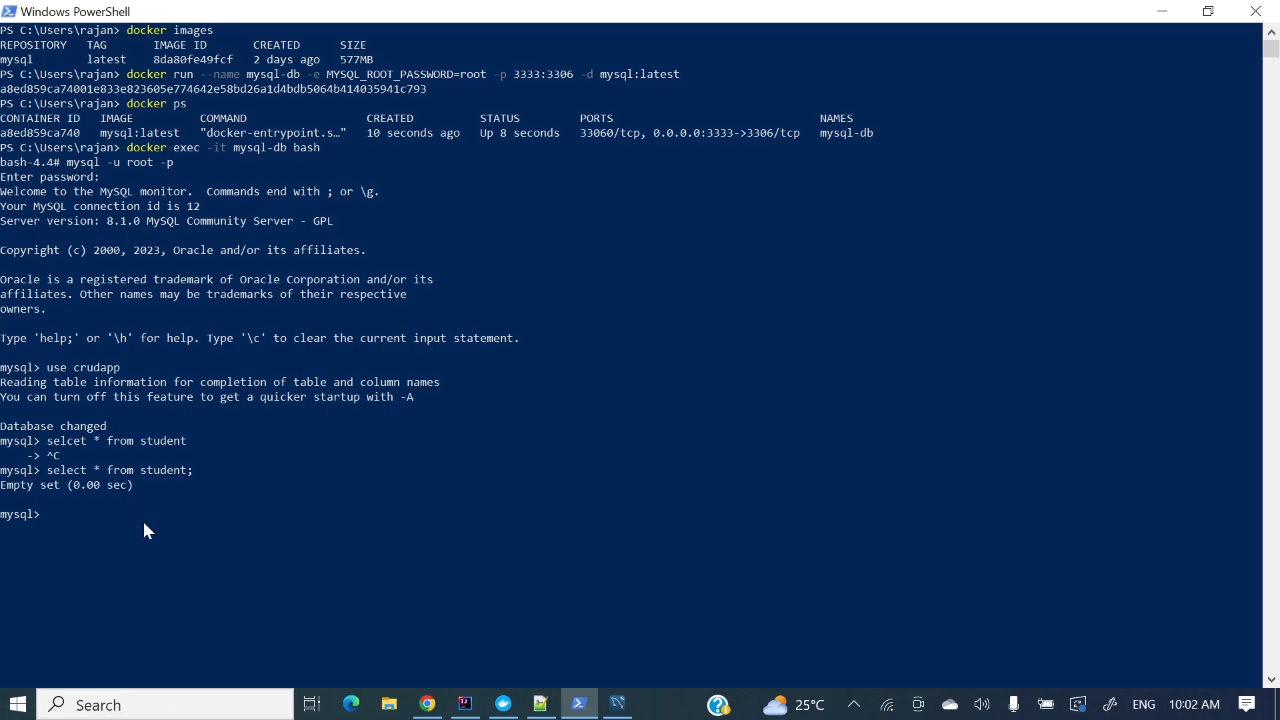 Windows PowerShell
PS C:\Users\rajan> docker images
REPOSITORY TAG IMAGE ID CREATED SIZE
mysql latest 8da80fe49fcf 2 days ago 577MB
PS C:\Users\rajan> docker run --name mysql-db -e MYSQL_ROOT_PASSWORD=root -p 3333:3306 -d mysql:latest
a8ed859ca74001e833e823605e774642e58bd26a1d4bdb5064b414035941c793
PS C:\Users\rajan> docker ps
CONTAINER ID IMAGE COMMAND CREATED STATUS PORTS NAMES
a8ed859ca740 mysql:latest "docker-entrypoint.s…" 10 seconds ago Up 8 seconds 33060/tcp, 0.0.0.0:3333->3306/tcp mysql-db
PS C:\Users\rajan> docker exec -it mysql-db bash
bash-4.4# mysql -u root -p
Enter password:
Welcome to the MySQL monitor. Commands end with ; or \g.
Your MySQL connection id is 12
Server version: 8.1.0 MySQL Community Server - GPL
Copyright (c) 2000, 2023, Oracle and/or its affiliates.
Oracle is a registered trademark of Oracle Corporation and/or its
affiliates. Other names may be trademarks of their respective
owners.
Type 'help;' or '\h' for help. Type '\c' to clear the current input statement.
mysql> use crudapp
Reading table information for completion of table and column names
You can turn off this feature to get a quicker startup with -A
Database changed
mysql> selcet * from student
-> ^C
mysql> select * from student;
Empty set (0.00 sec)
mysql>
Search 25°C ENG 10:02 AM